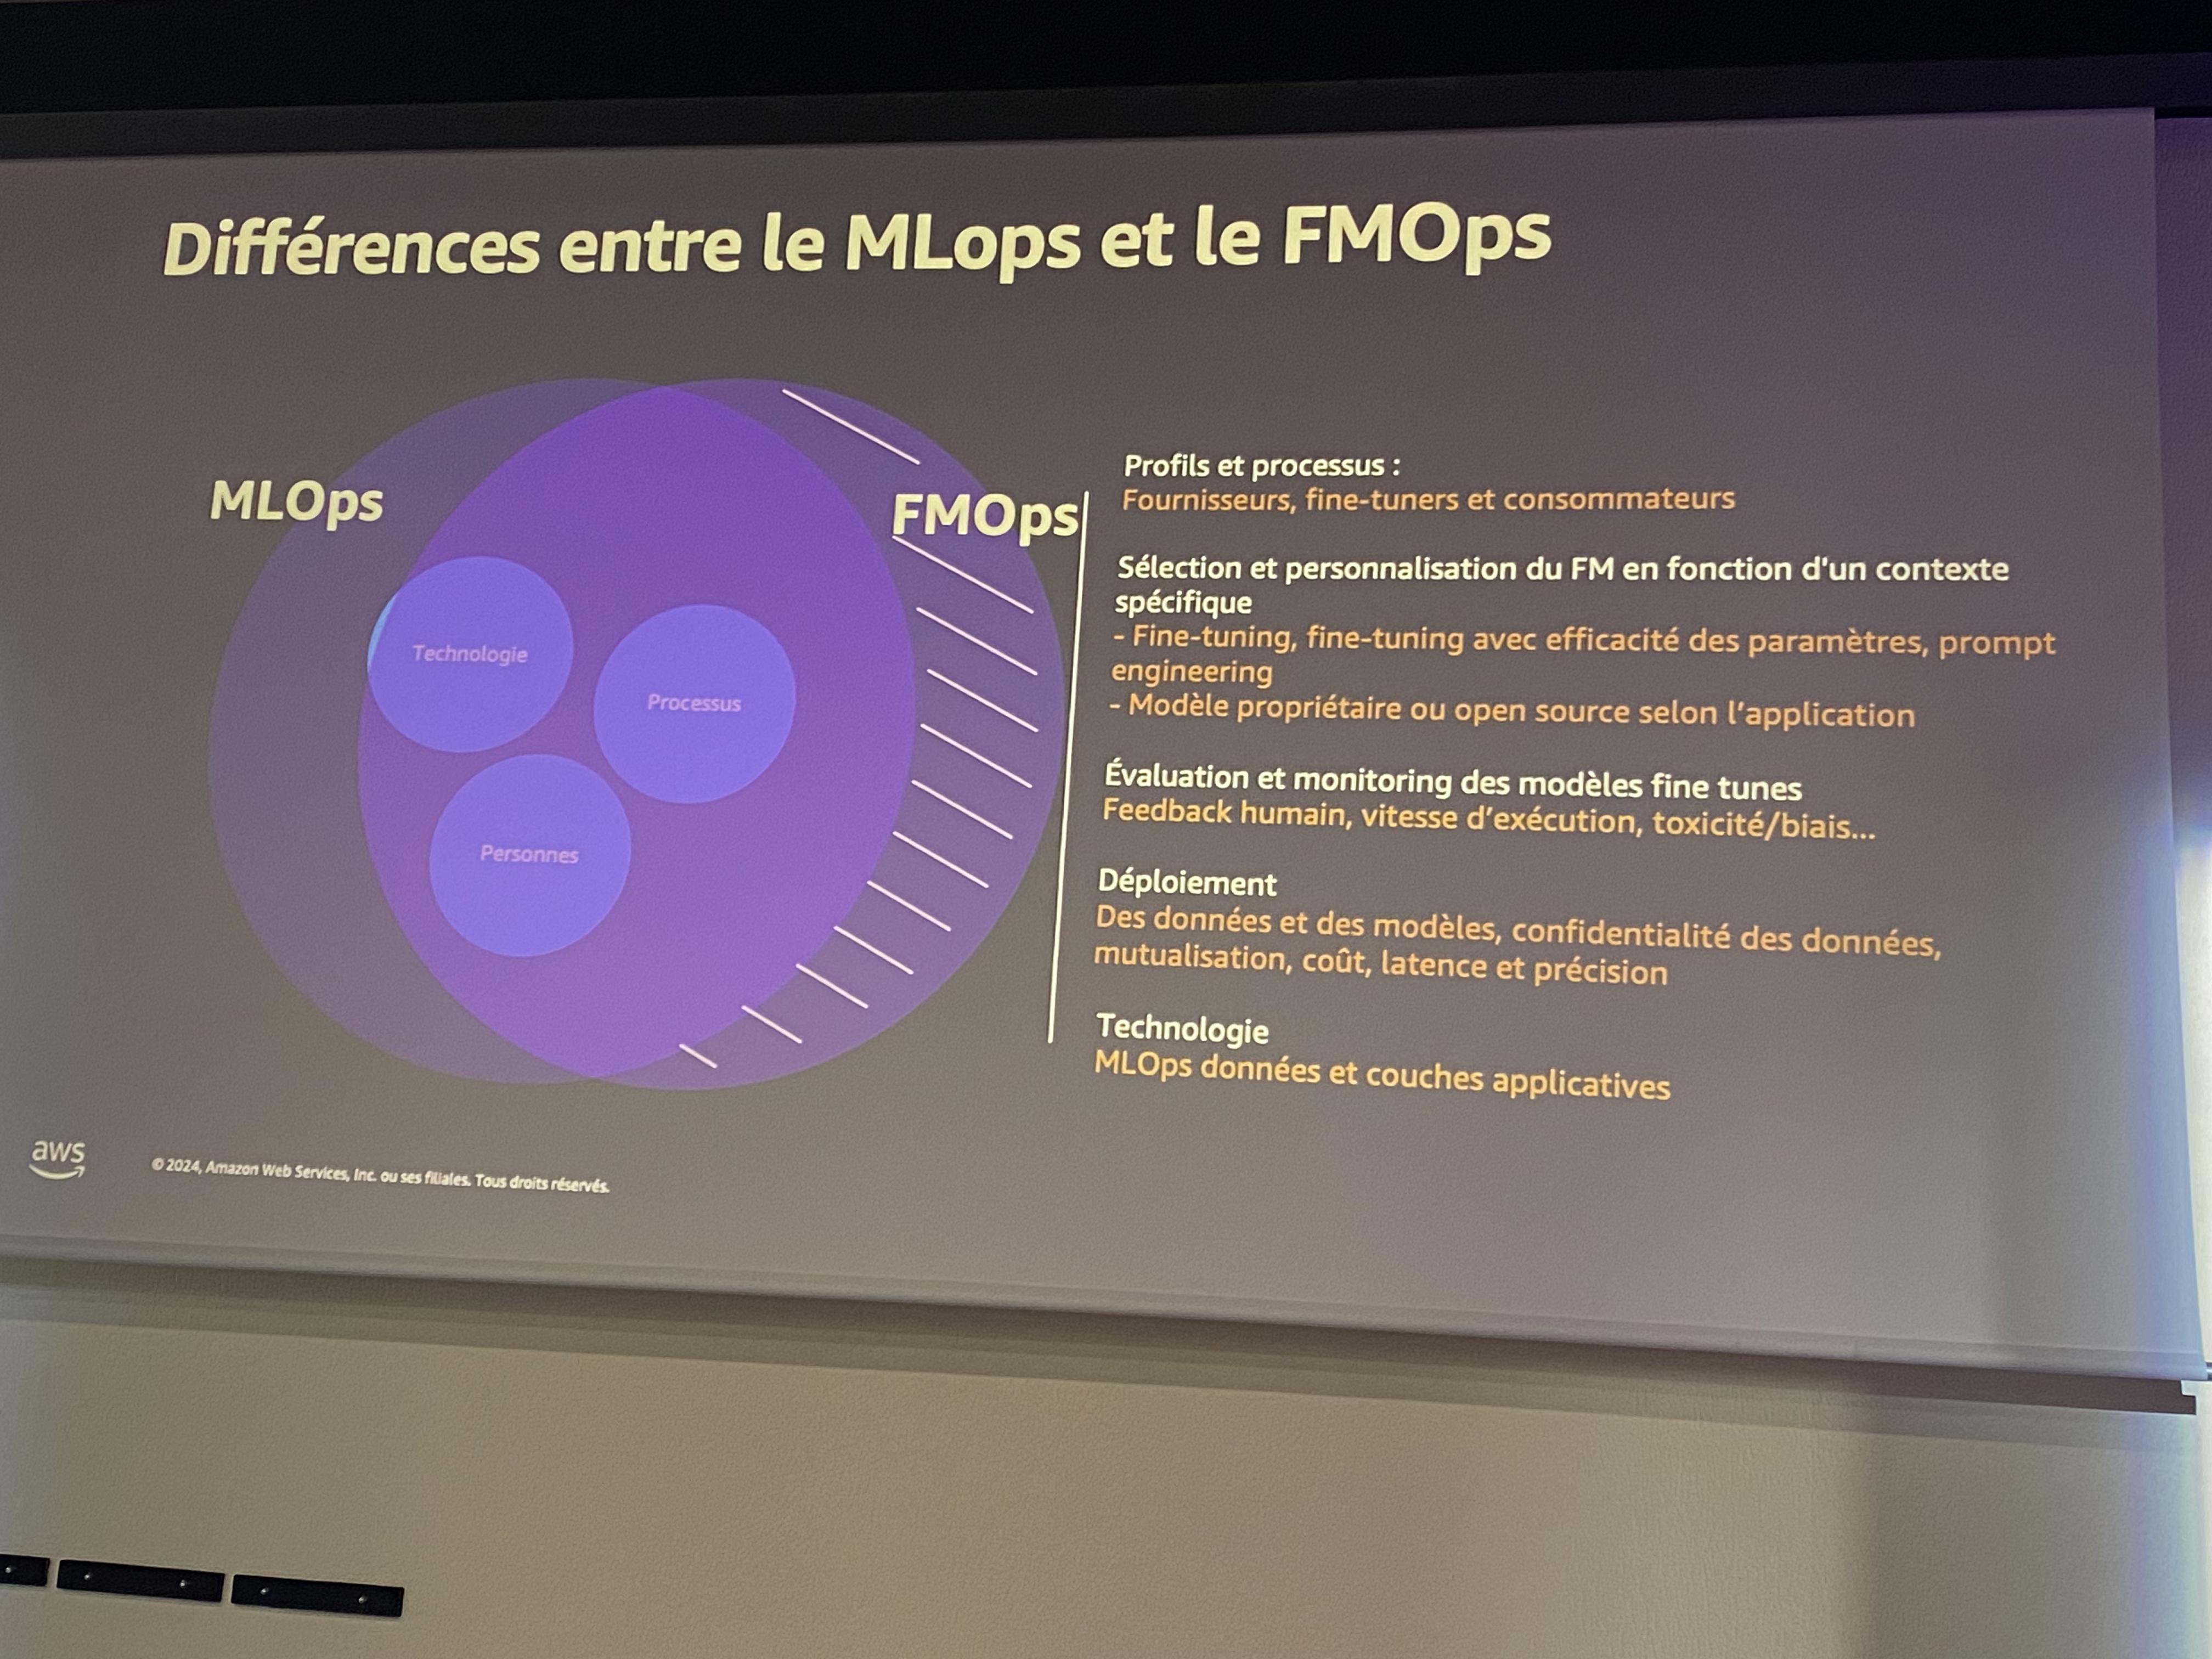 Différences entre le MLops et le FMOps
MLOps
FMOps
Technologie
Processus
Personnes
Profils et processus :
Fournisseurs, fine-tuners et consommateurs
Sélection et personnalisation du FM en fonction d'un contexte
spécifique
- Fine-tuning, fine-tuning avec efficacité des paramètres, prompt
engineering
- Modèle propriétaire ou open source selon l’application
Évaluation et monitoring des modèles fine tunes
Feedback humain, vitesse d’exécution, toxicité/biais...
Déploiement
Des données et des modèles, confidentialité des données,
mutualisation, coût, latence et précision
Technologie
MLOps données et couches applicatives
aws
© 2024, Amazon Web Services, Inc. ou ses filiales. Tous droits réservés.